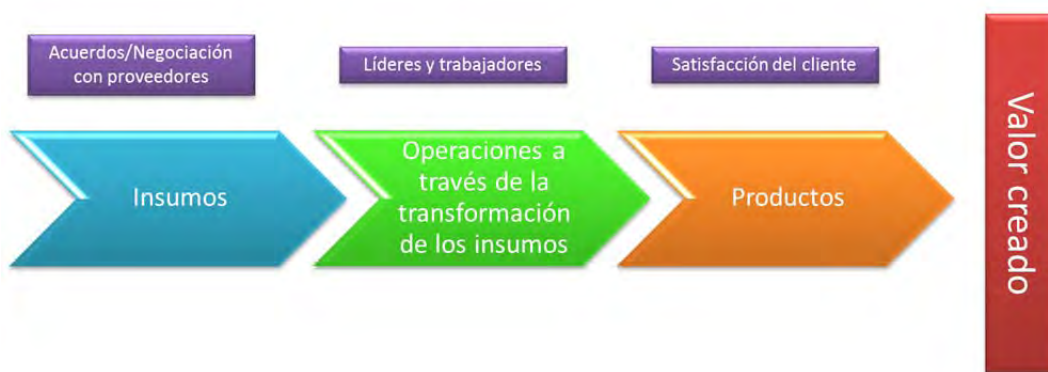 Acuerdos/Negociación
con proveedores
Líderes y trabajadores
Satisfacción del cliente
Insumos
Operaciones a
través de la
transformación
de los insumos
Productos
Valor creado